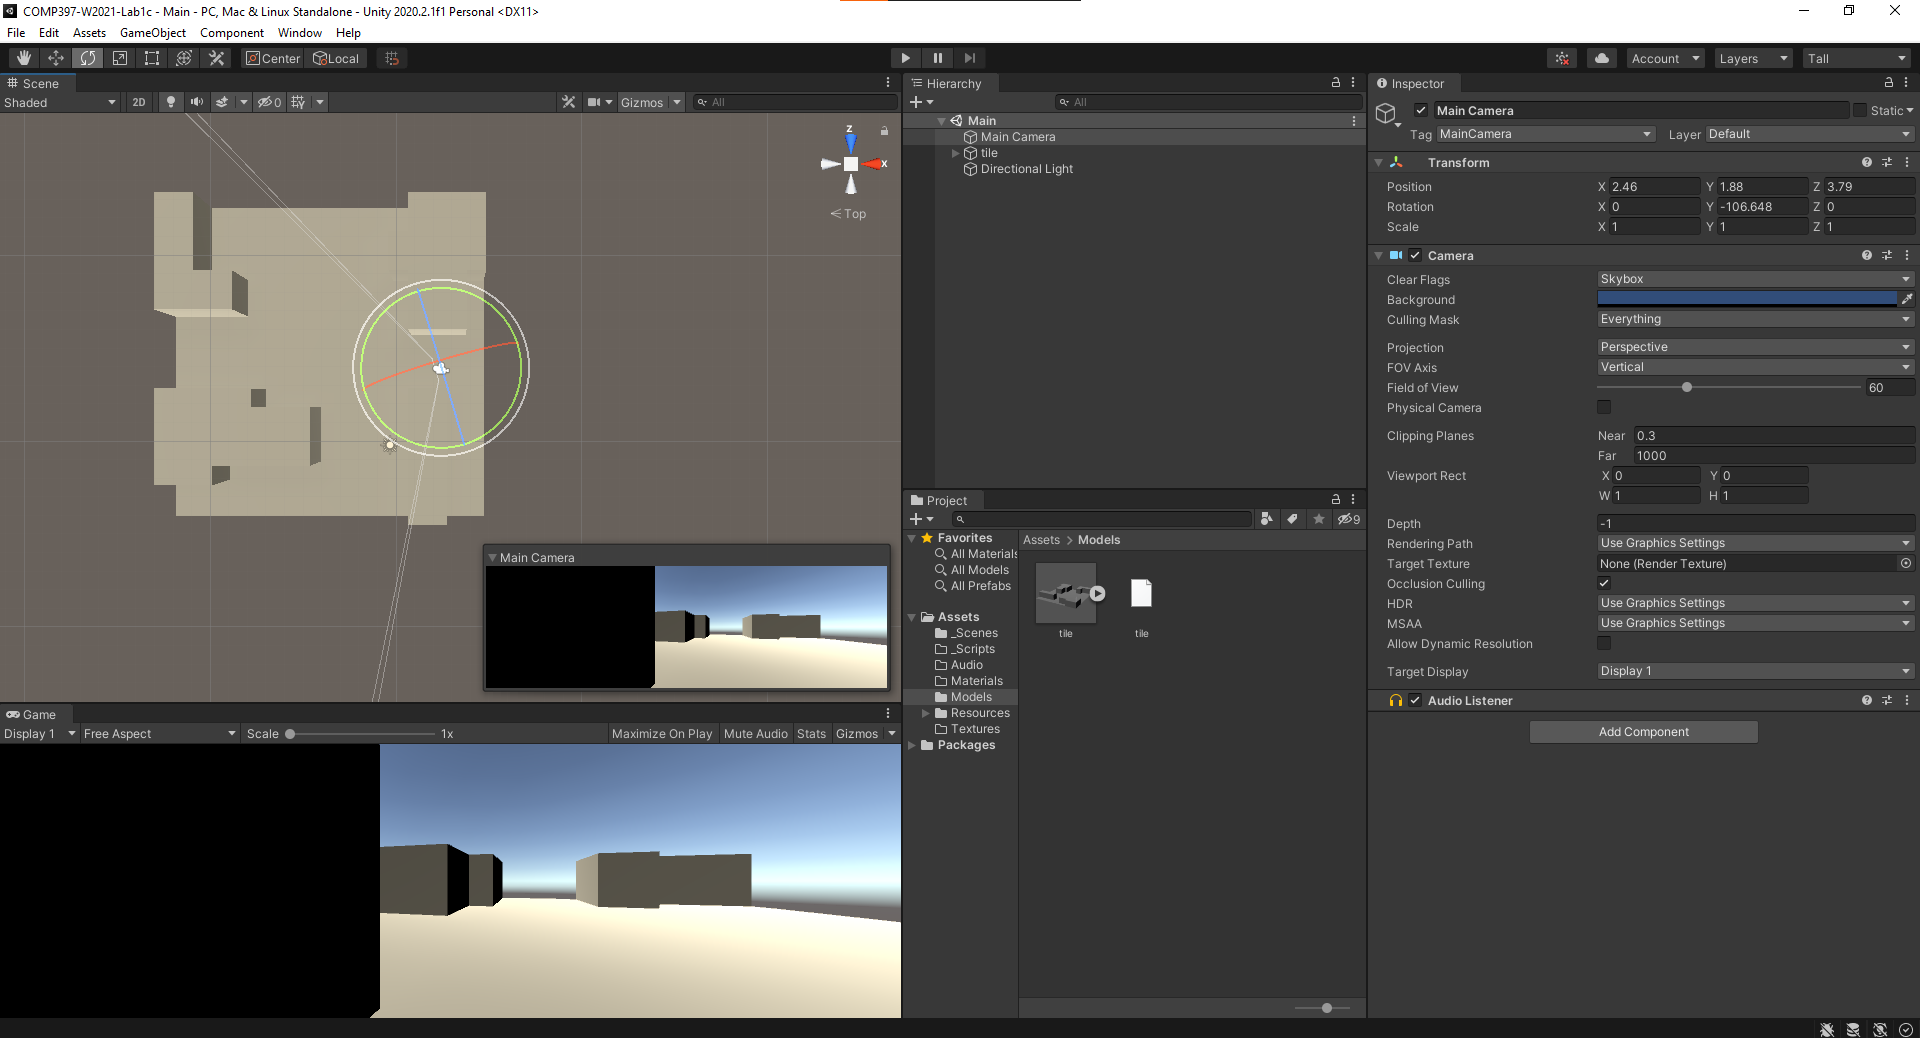 COMP397-W2021-Lab1c - Main - PC, Mac & Linux Standalone - Unity 2020.2.1f1 Personal <DX11>
File Edit Assets GameObject Component Window Help
Center Local Account Layers Tall
Scene
Shaded 2D 0 Gizmos All
z
x
Top
Main Camera
Game
Display 1 Free Aspect Scale 1x Maximize On Play Mute Audio Stats Gizmos
Hierarchy
All
Main
Main Camera
tile
Directional Light
Project
9
Favorites
All Materials
All Models
All Prefabs
Assets
_Scenes
_Scripts
Audio
Materials
Models
Resources
Textures
Packages
Assets > Models
tile tile
Inspector
Main Camera Static
Tag MainCamera Layer Default
Transform
Position X 2.46 Y 1.88 Z 3.79
Rotation X 0 Y -106.648 Z 0
Scale X 1 Y 1 Z 1
Camera
Clear Flags Skybox
Background
Culling Mask Everything
Projection Perspective
FOV Axis Vertical
Field of View 60
Physical Camera
Clipping Planes Near 0.3
Far 1000
Viewport Rect X 0 Y 0
W 1 H 1
Depth -1
Rendering Path Use Graphics Settings
Target Texture None (Render Texture)
Occlusion Culling
HDR Use Graphics Settings
MSAA Use Graphics Settings
Allow Dynamic Resolution
Target Display Display 1
Audio Listener
Add Component